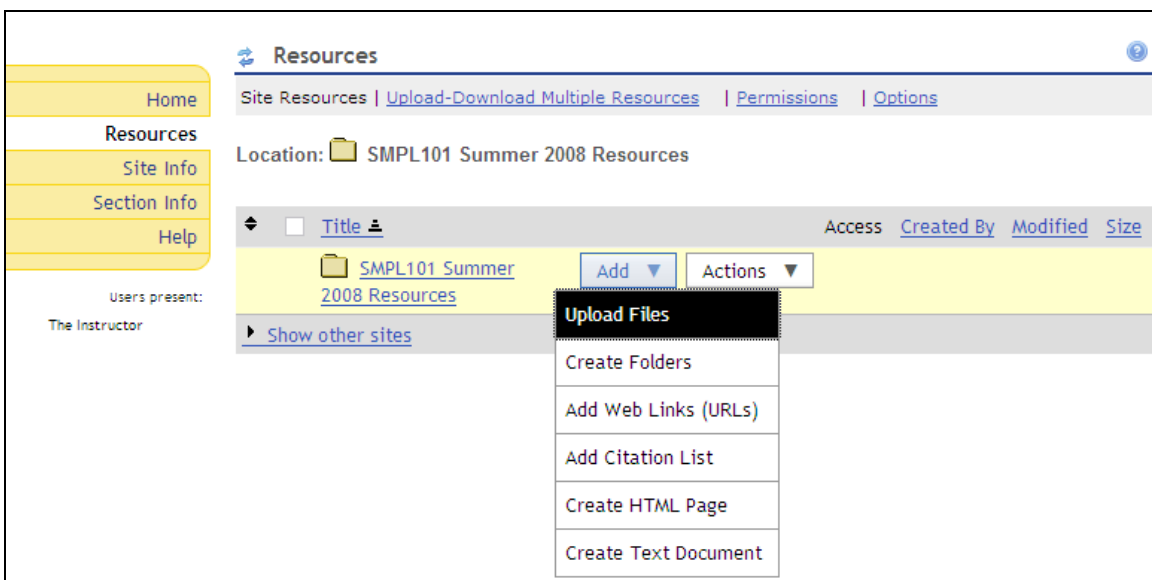 Resources
Home
Resources
Site Info
Section Info
Help
Users present:
The Instructor
Site Resources | Upload-Download Multiple Resources | Permissions | Options
Location: SMPL101 Summer 2008 Resources
Title Access Created By Modified Size
SMPL101 Summer
2008 Resources
Add Actions
Upload Files
Create Folders
Add Web Links (URLs)
Add Citation List
Create HTML Page
Create Text Document
Show other sites